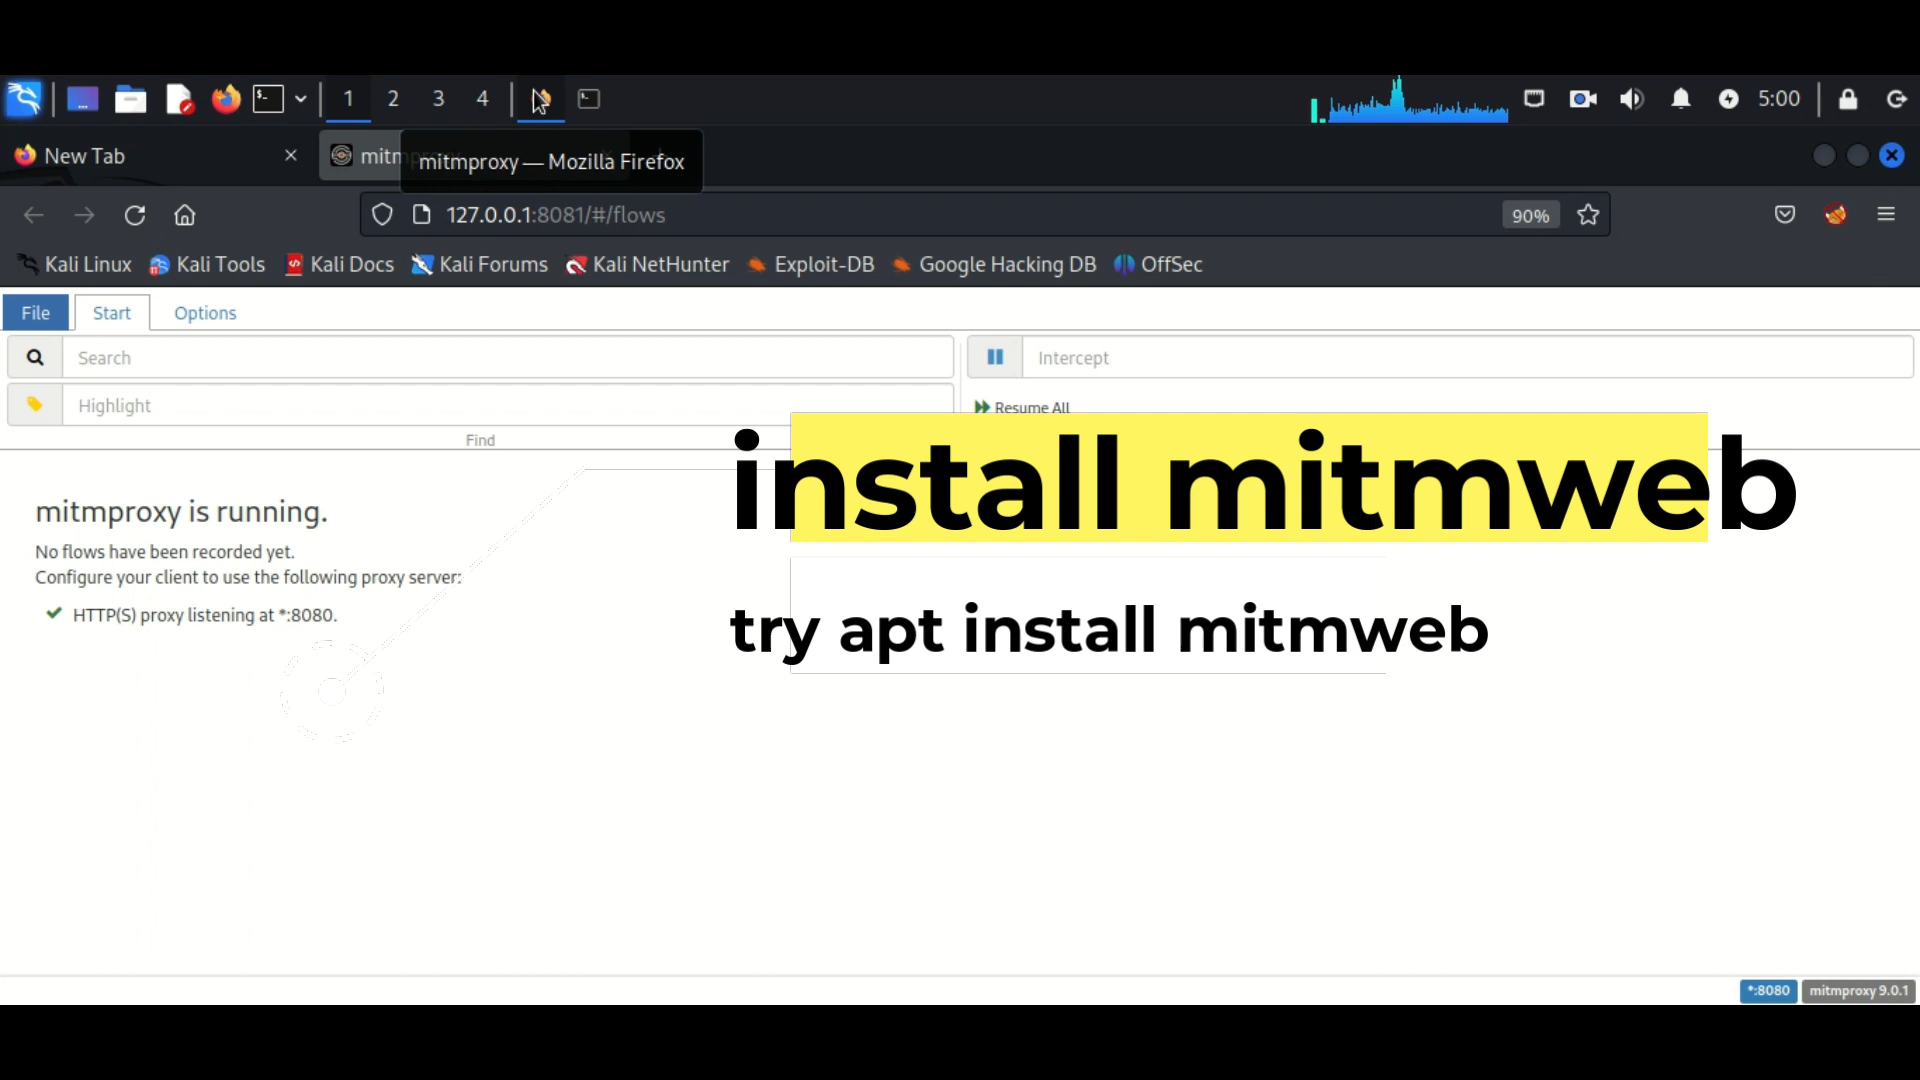 1 2 3 4 5:00
New Tab mitm
mitmproxy — Mozilla Firefox
127.0.0.1:8081/#/flows 90%
Kali Linux Kali Tools Kali Docs Kali Forums Kali NetHunter Exploit-DB Google Hacking DB OffSec
File Start Options
Search Intercept
Highlight Resume All
Find
install mitmweb
mitmproxy is running.
No flows have been recorded yet.
Configure your client to use the following proxy server:
HTTP(S) proxy listening at *:8080.
try apt install mitmweb
*:8080 mitmproxy 9.0.1